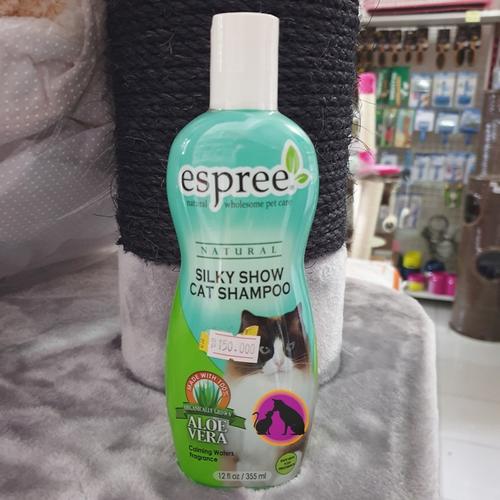 espree
natural wholesome pet care
NATURAL
SILKY SHOW
CAT SHAMPOO
150.000
MADE WITH 100%
ORGANICALLY GROWN
ALOE
VERA
Calming Waters
Fragrance
12 fl oz / 355 ml